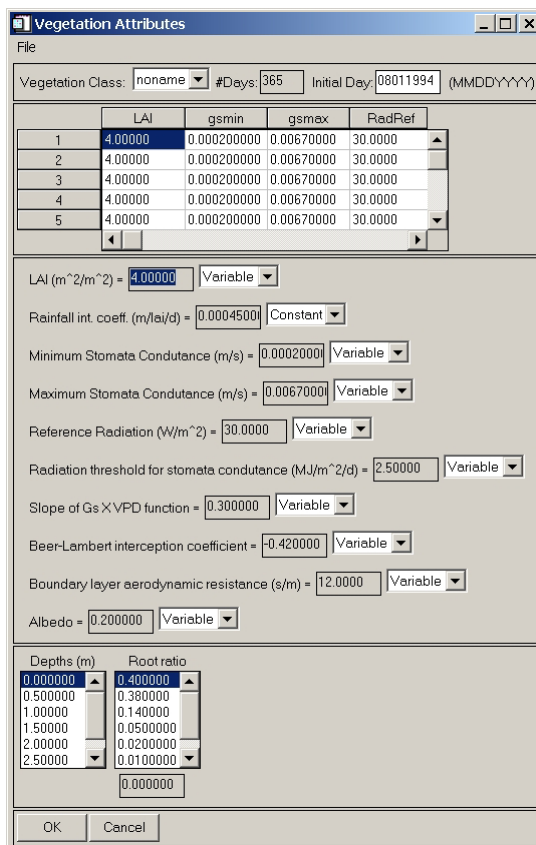 Vegetation Attributes
File
Vegetation Class: noname #Days: 365 Initial Day: 08011994 (MMDDYYYY)
LAI gsmin gsmax RadRef
1 4.00000 0.000200000 0.00670000 30.0000
2 4.00000 0.000200000 0.00670000 30.0000
3 4.00000 0.000200000 0.00670000 30.0000
4 4.00000 0.000200000 0.00670000 30.0000
5 4.00000 0.000200000 0.00670000 30.0000
LAI (m^2/m^2) = 4.00000 Variable
Rainfall int. coeff. (m/lai/d) = 0.00045000 Constant
Minimum Stomata Condutance (m/s) = 0.00020000 Variable
Maximum Stomata Condutance (m/s) = 0.0067000 Variable
Reference Radiation (W/m^2) = 30.0000 Variable
Radiation threshold for stomata condutance (MJ/m^2/d) = 2.50000 Variable
Slope of Gs X VPD function = 0.300000 Variable
Beer-Lambert interception coefficient = -0.420000 Variable
Boundary layer aerodynamic resistance (s/m) = 12.0000 Variable
Albedo = 0.200000 Variable
Depths (m) Root ratio
0.000000 0.400000
0.500000 0.380000
1.00000 0.140000
1.50000 0.0500000
2.00000 0.0200000
2.50000 0.0100000
0.000000
OK Cancel